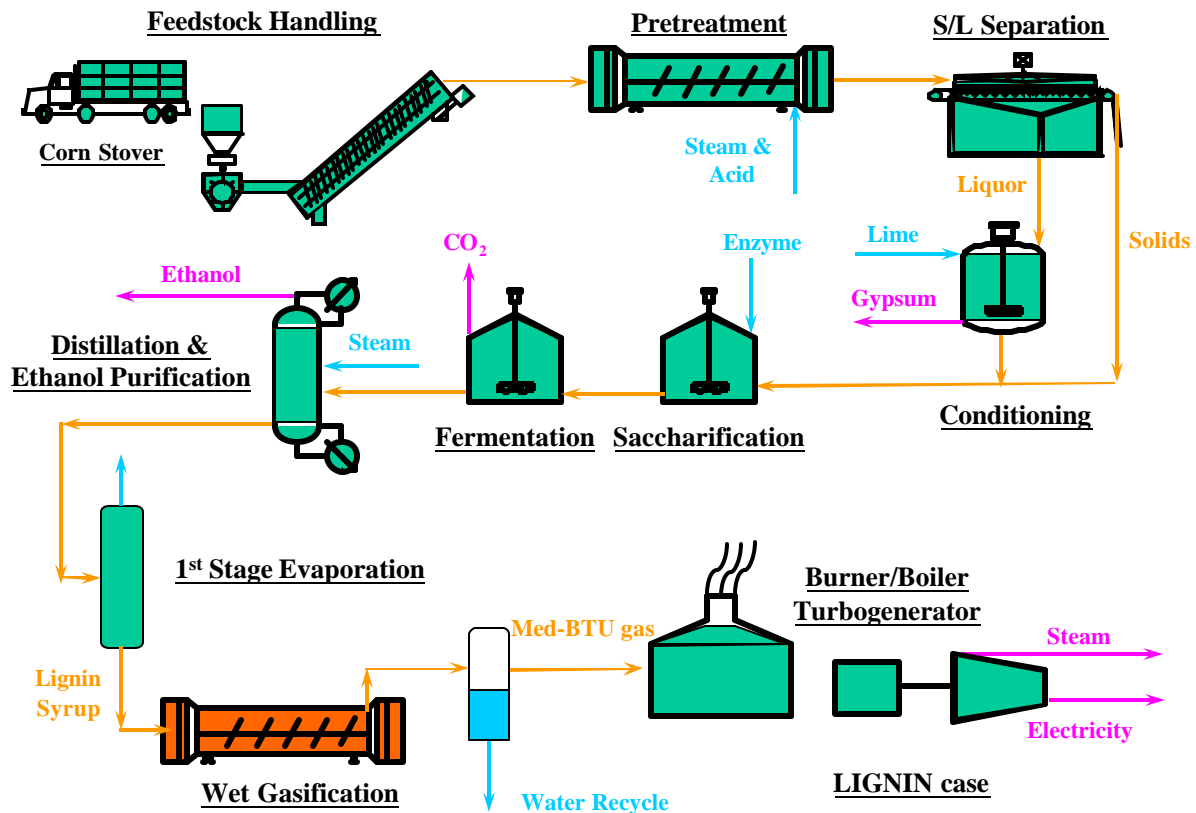 Feedstock Handling
Pretreatment
S/L Separation
Corn Stover
Steam &
Acid
Liquor
Solids
CO₂
Enzyme
Lime
Ethanol
Gypsum
Distillation &
Ethanol Purification
Steam
Fermentation
Saccharification
Conditioning
1st Stage Evaporation
Burner/Boiler
Turbogenerator
Med-BTU gas
Steam
Lignin
Syrup
Electricity
Wet Gasification
Water Recycle
LIGNIN case